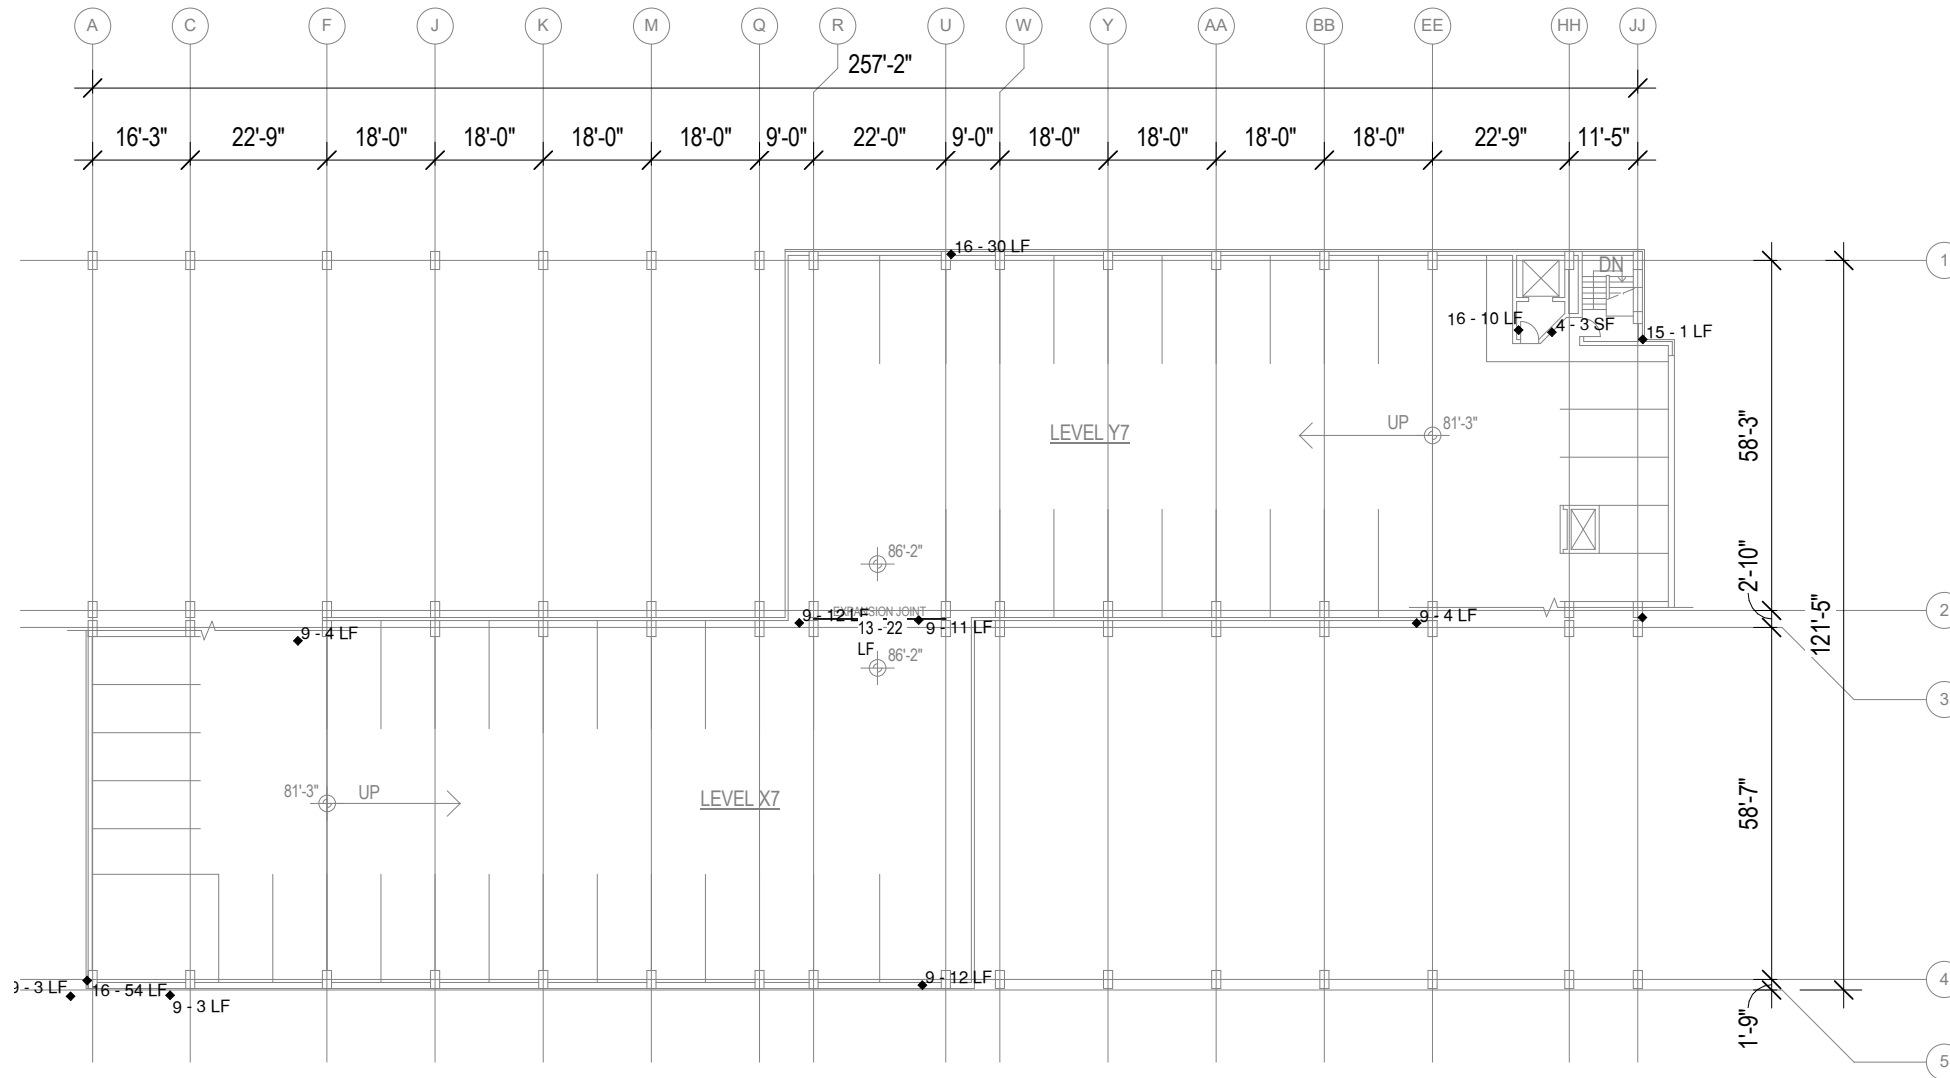 A C F J K M Q R U W Y AA BB EE HH JJ
257'-2"
16'-3" 22'-9" 18'-0" 18'-0" 18'-0" 18'-0" 9'-0" 22'-0" 9'-0" 18'-0" 18'-0" 18'-0" 18'-0" 22'-9" 11'-5"
16 - 30 LF
1
DN
16 - 10 LF
4 - 3 SF
15 - 1 LF
LEVEL Y7
UP
81'-3"
58'-3"
86'-2"
2'-10"
EXPANSION JOINT
9 - 12 LF
9 - 4 LF
2
121'-5"
9 - 4 LF
13 - 22
LF
9 - 11 LF
86'-2"
3
81'-3"
UP
LEVEL X7
58'-7"
9 - 12 LF
4
9 - 3 LF
16 - 54 LF
9 - 3 LF
1'-9"
5